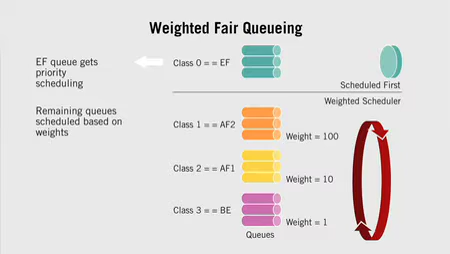 Weighted Fair Queueing
EF queue gets
priority
scheduling
Class 0 = = EF
Scheduled First
Weighted Scheduler
Remaining queues
scheduled based on
weights
Class 1 = = AF2
Weight = 100
Class 2 = = AF1
Weight = 10
Class 3 = = BE
Weight = 1
Queues